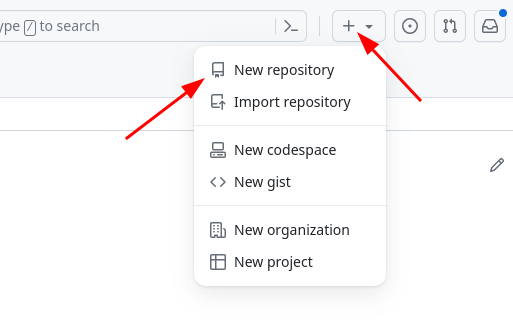 ype / to search
New repository
Import repository
New codespace
New gist
New organization
New project